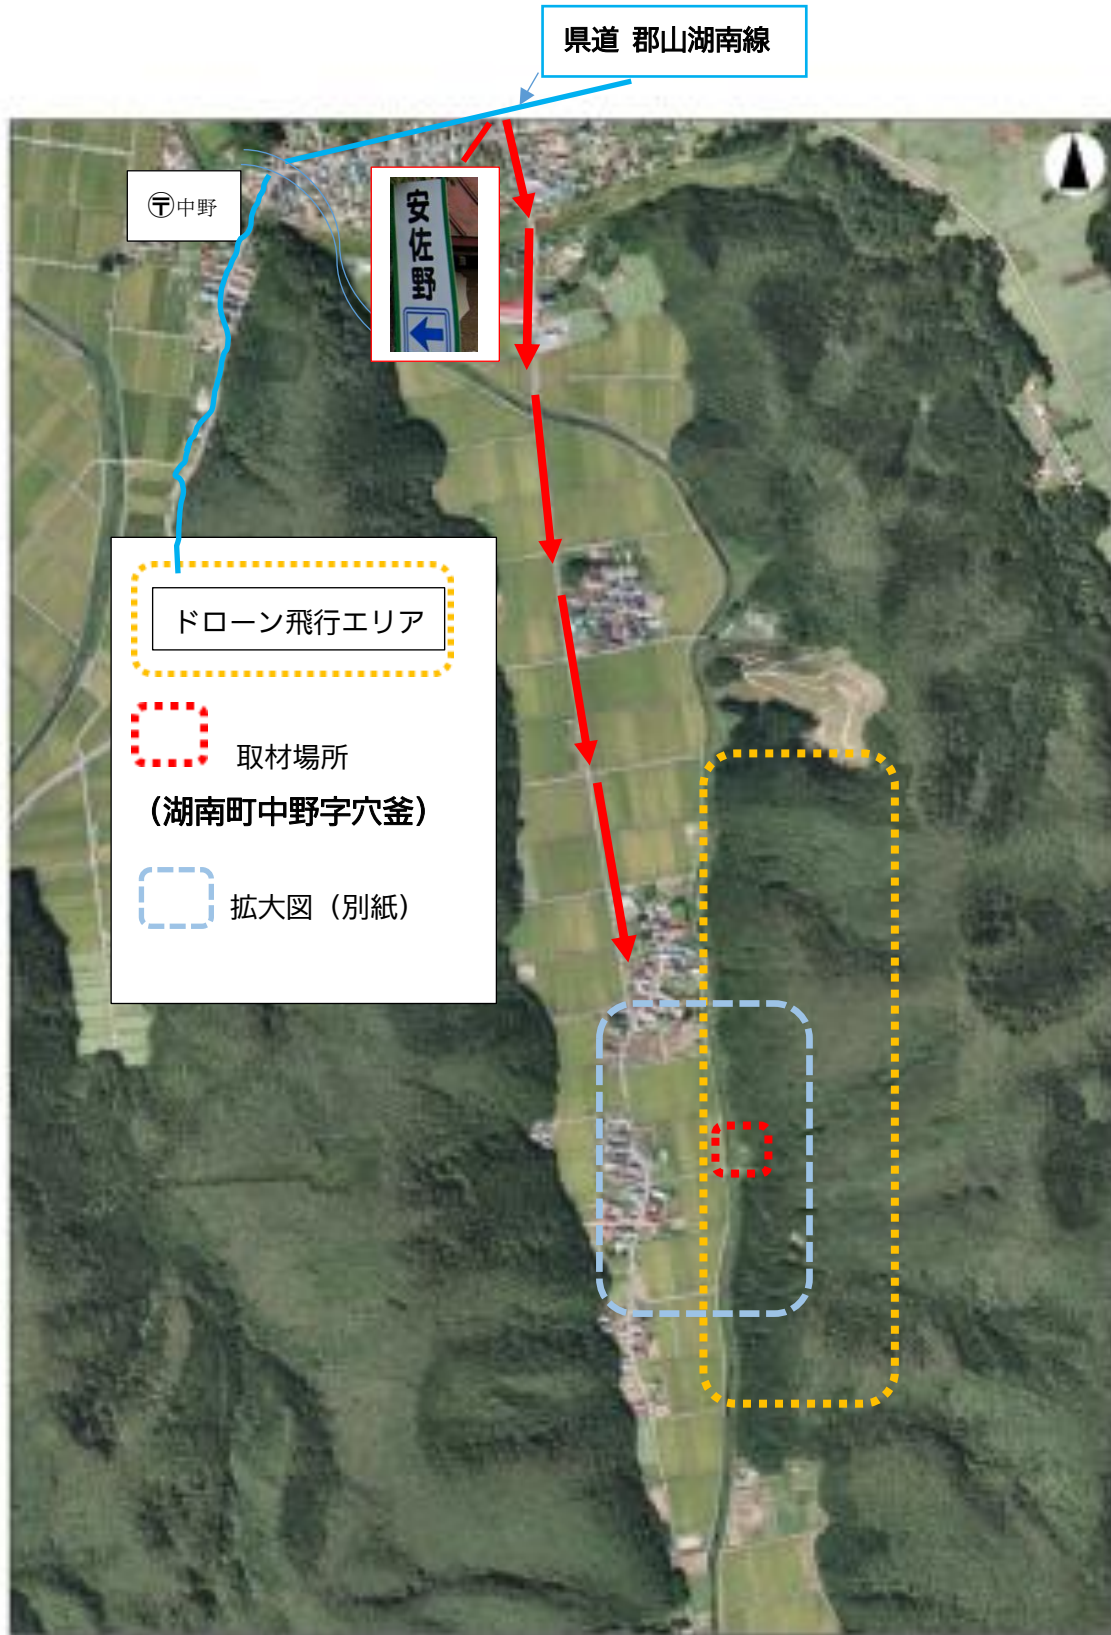 県道 郡山湖南線
〶中野
安佐野
ドローン飛行エリア
取材場所
（湖南町中野字穴釜）
拡大図（別紙）